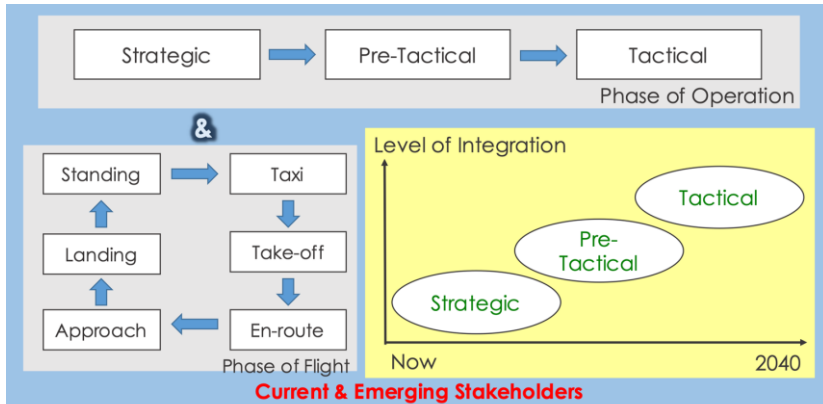 Strategic
Pre-Tactical
Tactical
Phase of Operation
&
Standing
Taxi
Landing
Take-off
Approach
En-route
Phase of Flight
Level of Integration
Tactical
Pre-
Tactical
Strategic
Now
2040
Current & Emerging Stakeholders